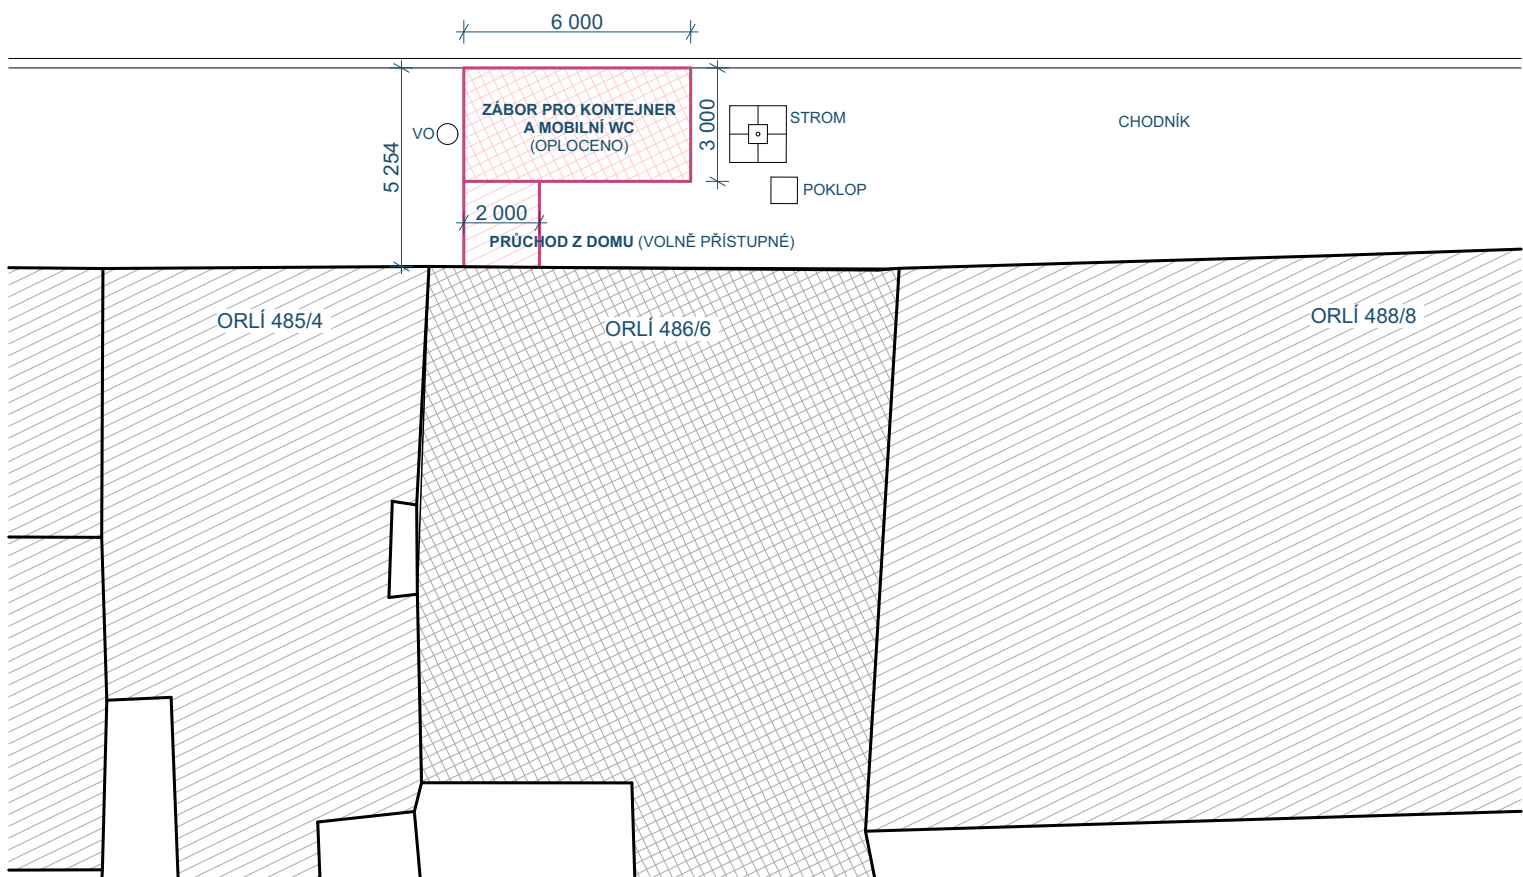 6 000
ZÁBOR PRO KONTEJNER
A MOBILNÍ WC
(OPLOCENO)
VO
3 000
STROM
CHODNÍK
5 254
POKLOP
2 000
PRŮCHOD Z DOMU (VOLNĚ PŘÍSTUPNÉ)
ORLÍ 485/4
ORLÍ 486/6
ORLÍ 488/8